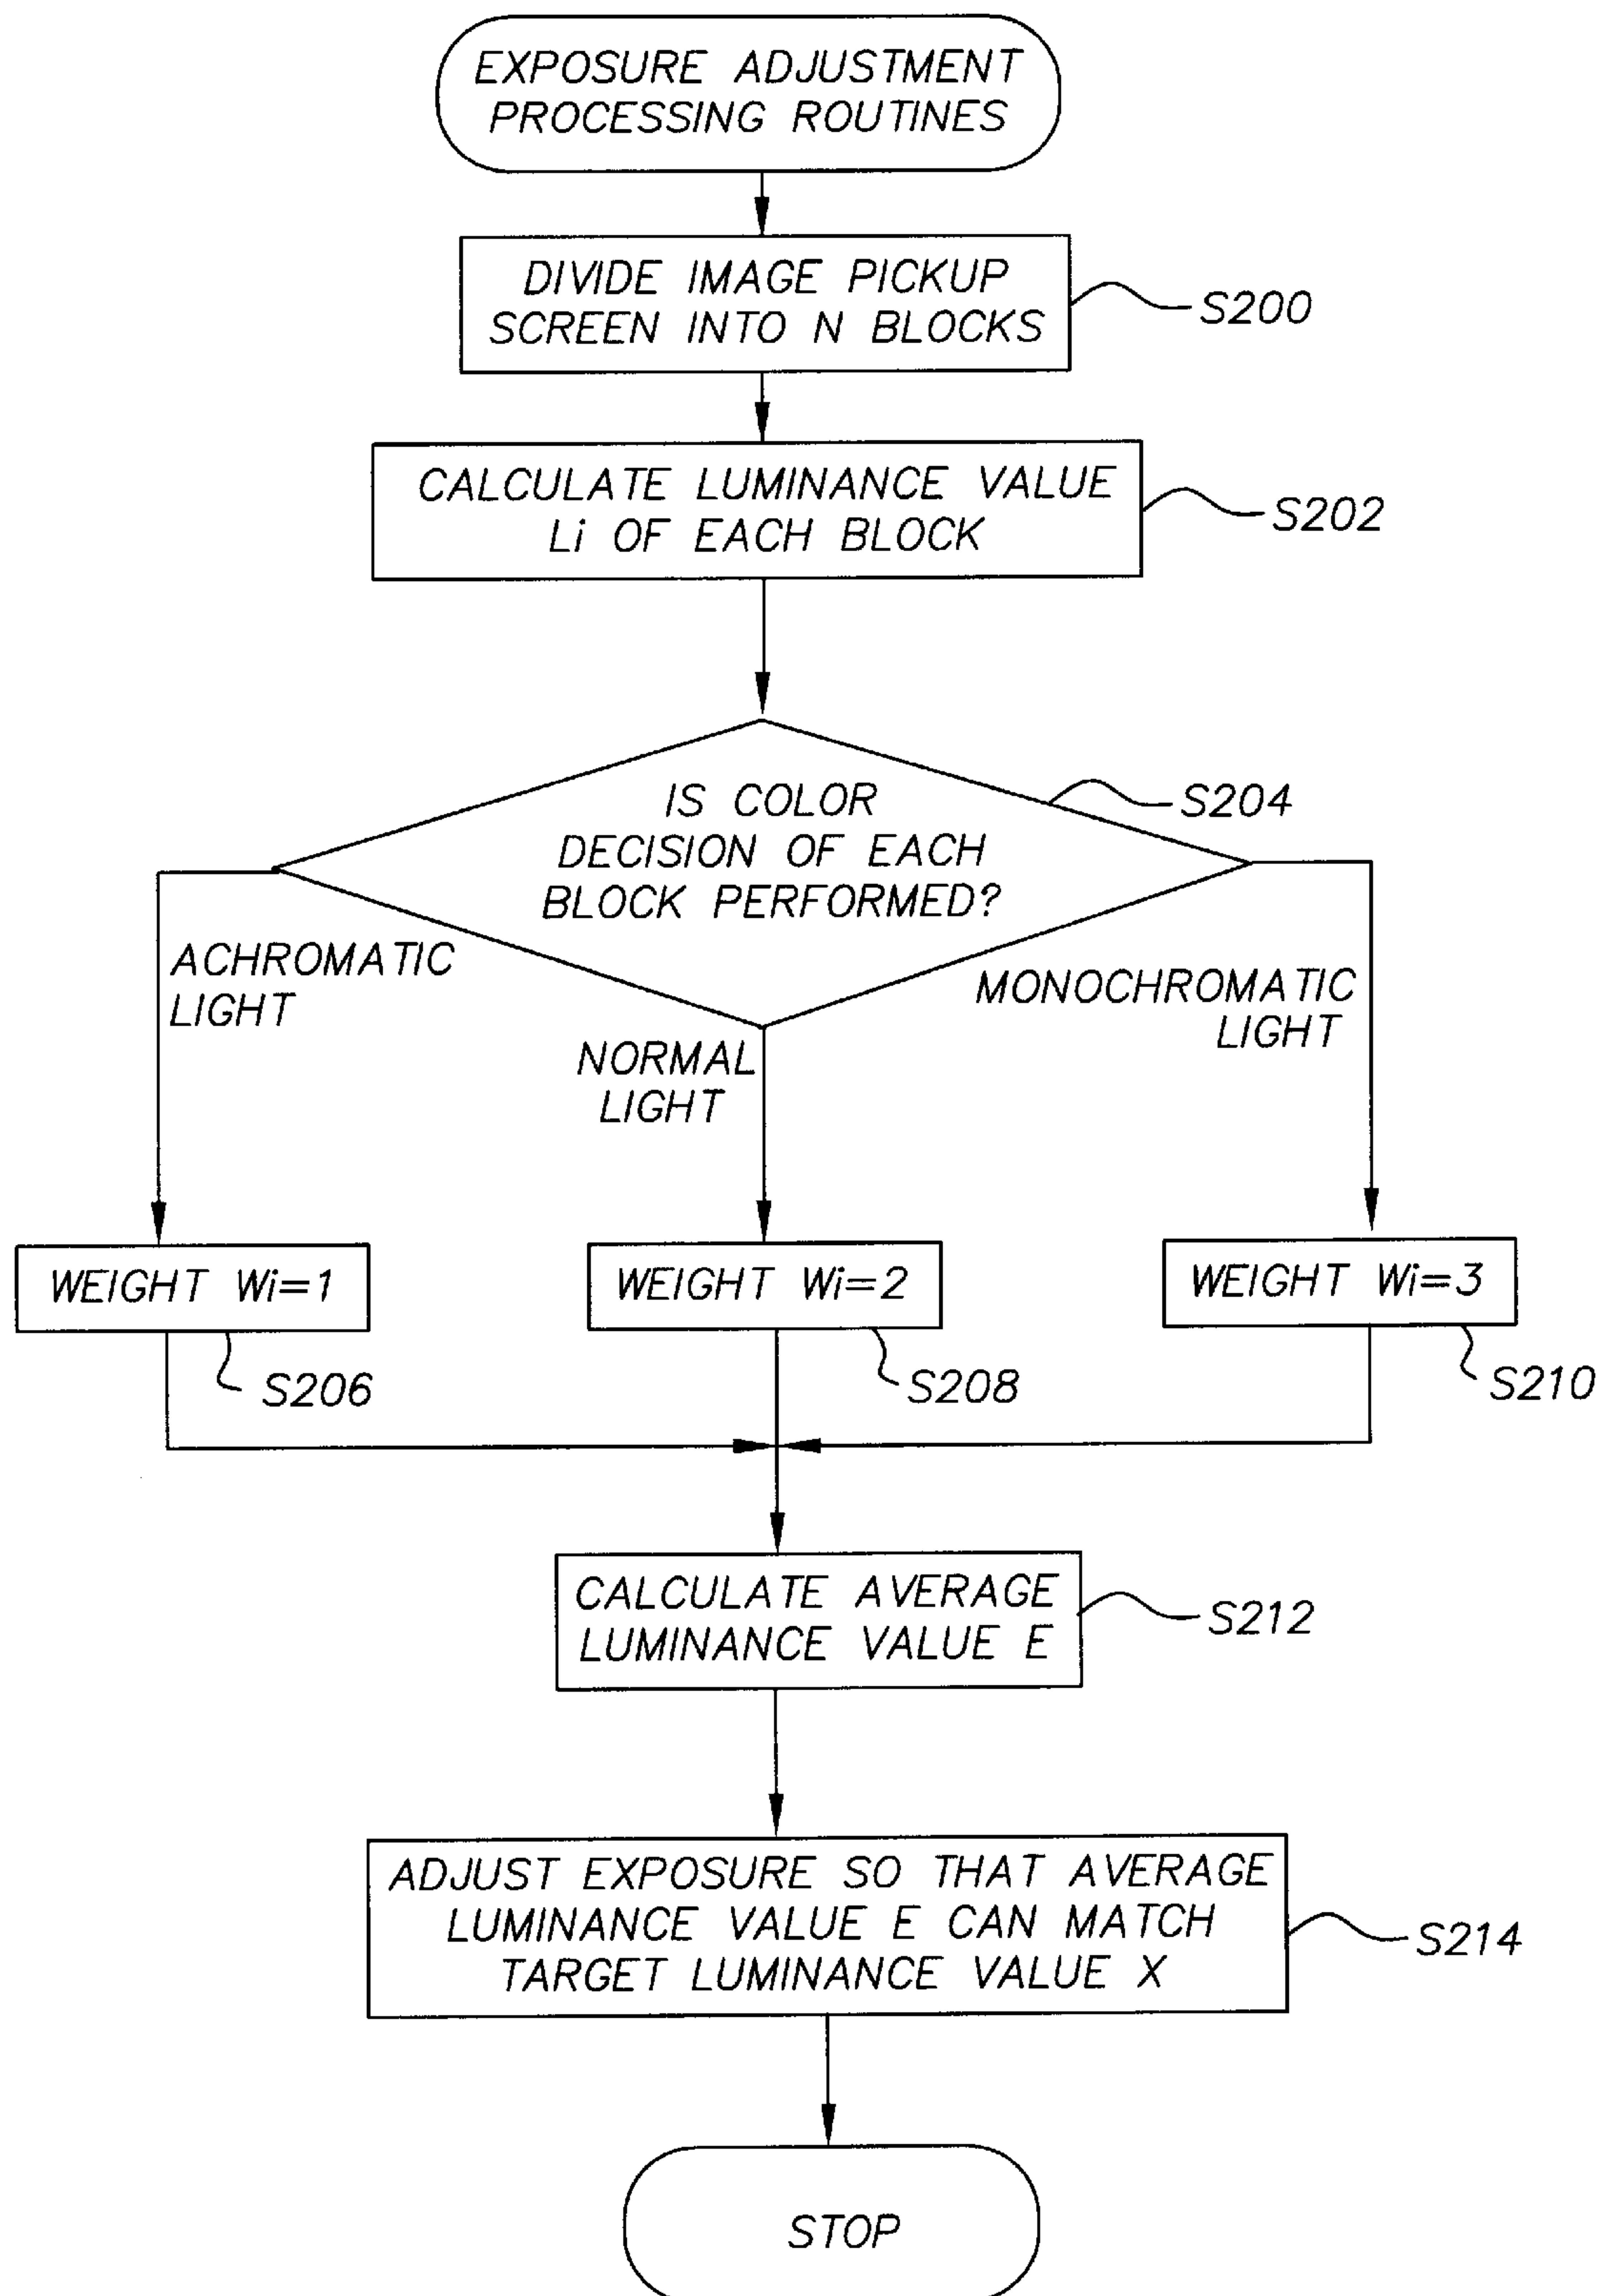 EXPOSURE ADJUSTMENT
PROCESSING ROUTINES
DIVIDE IMAGE PICKUP
SCREEN INTO N BLOCKS
S200
CALCULATE LUMINANCE VALUE
Li OF EACH BLOCK
S202
IS COLOR
DECISION OF EACH
BLOCK PERFORMED?
S204
ACHROMATIC
LIGHT
NORMAL
LIGHT
MONOCHROMATIC
LIGHT
WEIGHT Wi=1
S206
WEIGHT Wi=2
S208
WEIGHT Wi=3
S210
CALCULATE AVERAGE
LUMINANCE VALUE E
S212
ADJUST EXPOSURE SO THAT AVERAGE
LUMINANCE VALUE E CAN MATCH
TARGET LUMINANCE VALUE X
S214
STOP